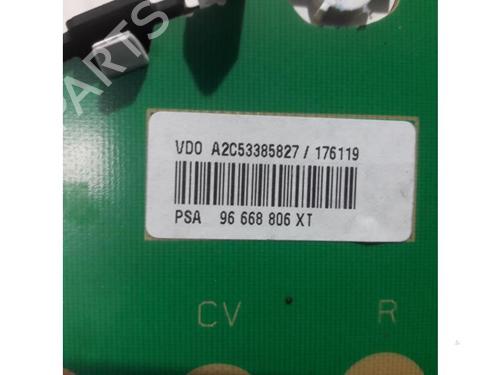 PARTS
VDO A2C53385827 / 176119
PSA 96 668 806 XT
CV R